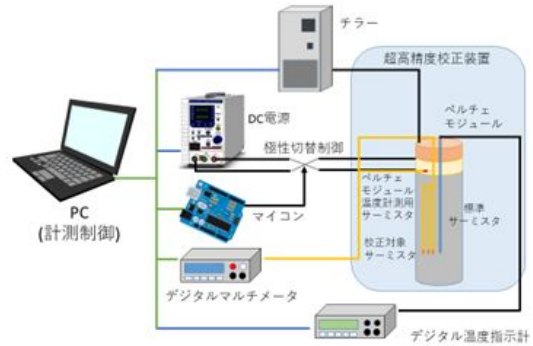 チラー
超高精度校正装置
DC電源
ペルチェ
モジュール
極性切替制御
PC
(計測制御)
マイコン
ペルチェ
モジュール
温度計測用
サーミスタ
標準
サーミスタ
校正対象
サーミスタ
デジタルマルチメータ
デジタル温度指示計